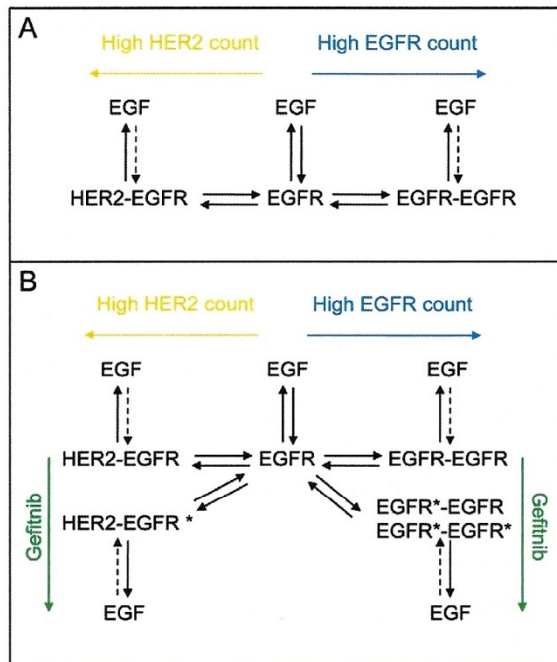 A
High HER2 count High EGFR count
EGF EGF EGF
HER2-EGFR EGFR EGFR-EGFR
B
High HER2 count High EGFR count
EGF EGF EGF
HER2-EGFR EGFR EGFR-EGFR
HER2-EGFR* EGFR*-EGFR
EGFR*-EGFR*
Gefitnib Gefitnib
EGF EGF